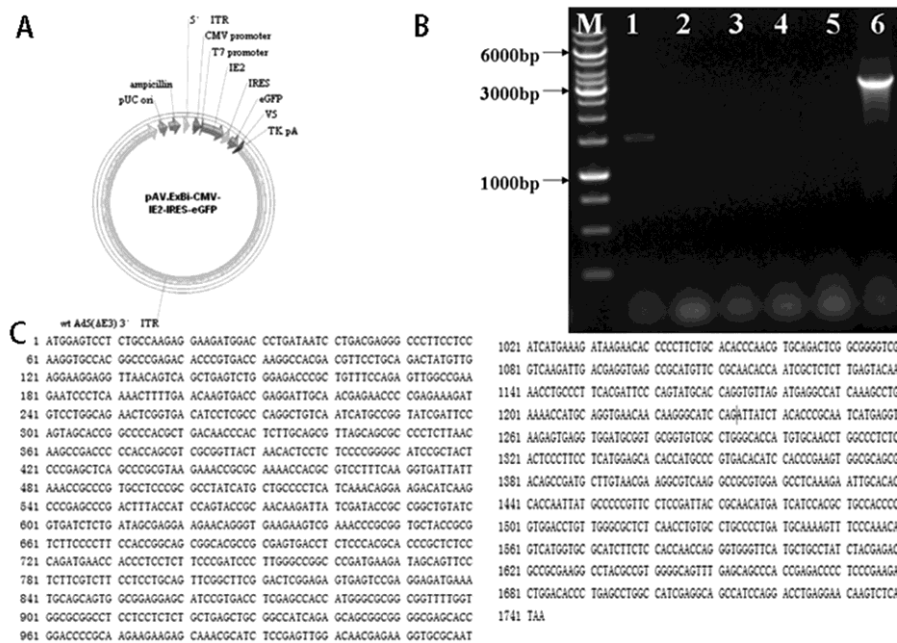 A
5` ITR
CMV promoter
T7 promoter
IE2
IRES
eGFP
V5
TK pA
ampicillin
pUC ori
pAV.ExBi-CMV-
IE2-IRES-eGFP
wt Ad5(ΔE3) 3` ITR
B
M 1 2 3 4 5 6
6000bp
3000bp
1000bp
C
1 ATGGAGTCCT CTGCCAAGAG GAAGATGGAC CCTGATAATC CTGACGAGGG CCCTTCCTCC
61 AAGGTGCCAC GGCCCGAGAC ACCCGTGACC AAGGCCACGA CGTTCCTGCA GACTATGTTG
121 AGGAAGGAGG TTAACAGTCA GCTGAGTCTG GGAGACCCGC TGTTTCCAGA GTTGGCCGAA
181 GAATCCCTCA AAACTTTTGA ACAAGTGACC GAGGATTGCA ACGAGAACCC CGAGAAAGAT
241 GTCCTGGCAG AACTCGGTGA CATCCTCGCC CAGGCTGTCA ATCATGCCGG TATCGATTCC
301 AGTAGCACCG GCCCCACGCT GACAACCCAC TCTTGCAGCG TTAGCAGCGC CCCTCTTAAC
361 AAGCCGACCC CCACCAGCGT CGCGGTTACT AACACTCCTC TCCCCGGGGC ATCCGCTACT
421 CCCGAGCTCA GCCCGCGTAA GAAACCGCGC AAAACCACGC GTCCTTTCAA GGTGATTATT
481 AAACCGCCCG TGCCTCCCGC GCCTATCATG CTGCCCCTCA TCAAACAGGA AGACATCAAG
541 CCCGAGCCCG ACTTTACCAT CCAGTACCGC AACAAGATTA TCGATACCGC CGGCTGTATC
601 GTGATCTCTG ATAGCGAGGA AGAACAGGGT GAAGAAGTCG AAACCCGCGG TGCTACCGCG
661 TCTTCCCCTT CCACCGGCAG CGGCACGCCG CGAGTGACCT CTCCCACGCA CCCGCTCTCC
721 CAGATGAACC ACCCTCCTCT TCCCGATCCC TTGGGCCGGC CCGATGAAGA TAGCAGTTCC
781 TCTTCGTCTT CCTCCTGCAG TTCGGCTTCG GACTCGGAGA GTGAGTCCGA GGAGATGAAA
841 TGCAGCAGTG GCGGAGGAGC ATCCGTGACC TCGAGCCACC ATGGGCGCGG CGGTTTTGGT
901 GGCGCGGCCT CCTCCTCTCT GCTGAGCTGC GGCCATCAGA GCAGCGGCGG GGCGAGCACC
961 GGACCCCGCA AGAAGAAGAG CAAACGCATC TCCGAGTTGG ACAACGAGAA GGTGCGCAAT
1021 ATCATGAAAG ATAAGAACAC CCCCTTCTGC ACACCCAACG TGCAGACTCG GCGGGGTCG
1081 GTCAAGATTG ACGAGGTGAG CCGCATGTTC CGCAACACCA ATCGCTCTCT TGAGTACAA
1141 AACCTGCCCT TCACGATTCC CAGTATGCAC CAGGTGTTAG ATGAGGCCAT CAAAGCCTG
1201 AAAACCATGC AGGTGAACAA CAAGGGCATC CAGATTATCT ACACCCGCAA TCATGAGGT
1261 AAGAGTGAGG TGGATGCGGT GCGGTGTCGC CTGGGCACCA TGTGCAACCT GGCCCTCTC
1321 ACTCCCTTCC TCATGGAGCA CACCATGCCC GTGACACATC CACCCGAAGT GGCGCAGCG
1381 ACAGCCGATG CTTGTAACGA AGGCGTCAAG GCCGCGTGGA GCCTCAAAGA ATTGCACAC
1441 CACCAATTAT GCCCCCGTTC CTCCGATTAC CGCAACATGA TCATCCACGC TGCCACCCC
1501 GTGGACCTGT TGGGCGCTCT CAACCTGTGC CTGCCCCTGA TGCAAAAGTT TCCCAAACA
1561 GTCATGGTGC GCATCTTCTC CACCAACCAG GGTGGGTTCA TGCTGCCTAT CTACGAGAC
1621 GCCGCGAAGG CCTACGCCGT GGGGCAGTTT GAGCAGCCCA CCGAGACCCC TCCCGAAGA
1681 CTGGACACCC TGAGCCTGGC CATCGAGGCA GCCATCCAGG ACCTGAGGAA CAAGTCTCA
1741 TAA